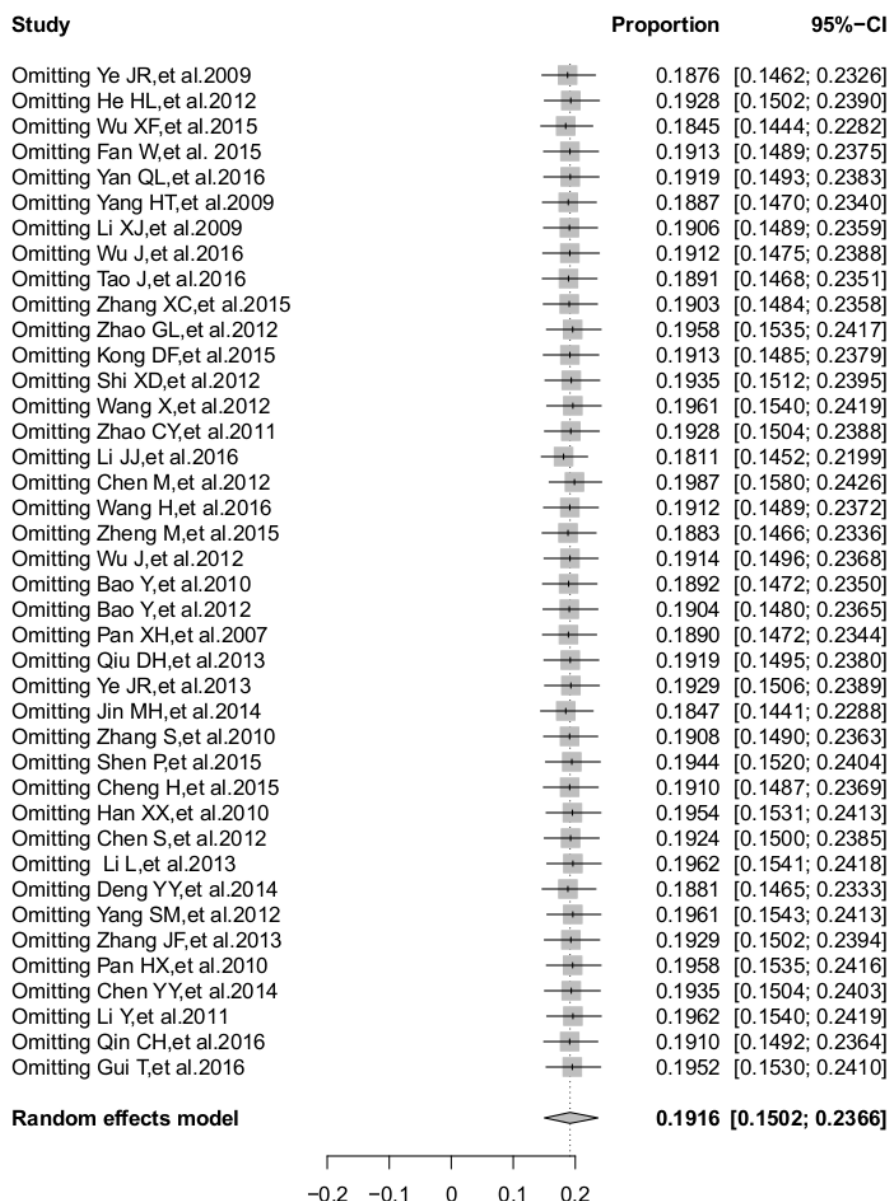 Study Proportion 95%−CI
Omitting Ye JR,et al.2009 0.1876 [0.1462; 0.2326]
Omitting He HL,et al.2012 0.1928 [0.1502; 0.2390]
Omitting Wu XF,et al.2015 0.1845 [0.1444; 0.2282]
Omitting Fan W,et al. 2015 0.1913 [0.1489; 0.2375]
Omitting Yan QL,et al.2016 0.1919 [0.1493; 0.2383]
Omitting Yang HT,et al.2009 0.1887 [0.1470; 0.2340]
Omitting Li XJ,et al.2009 0.1906 [0.1489; 0.2359]
Omitting Wu J,et al.2016 0.1912 [0.1475; 0.2388]
Omitting Tao J,et al.2016 0.1891 [0.1468; 0.2351]
Omitting Zhang XC,et al.2015 0.1903 [0.1484; 0.2358]
Omitting Zhao GL,et al.2012 0.1958 [0.1535; 0.2417]
Omitting Kong DF,et al.2015 0.1913 [0.1485; 0.2379]
Omitting Shi XD,et al.2012 0.1935 [0.1512; 0.2395]
Omitting Wang X,et al.2012 0.1961 [0.1540; 0.2419]
Omitting Zhao CY,et al.2011 0.1928 [0.1504; 0.2388]
Omitting Li JJ,et al.2016 0.1811 [0.1452; 0.2199]
Omitting Chen M,et al.2012 0.1987 [0.1580; 0.2426]
Omitting Wang H,et al.2016 0.1912 [0.1489; 0.2372]
Omitting Zheng M,et al.2015 0.1883 [0.1466; 0.2336]
Omitting Wu J,et al.2012 0.1914 [0.1496; 0.2368]
Omitting Bao Y,et al.2010 0.1892 [0.1472; 0.2350]
Omitting Bao Y,et al.2012 0.1904 [0.1480; 0.2365]
Omitting Pan XH,et al.2007 0.1890 [0.1472; 0.2344]
Omitting Qiu DH,et al.2013 0.1919 [0.1495; 0.2380]
Omitting Ye JR,et al.2013 0.1929 [0.1506; 0.2389]
Omitting Jin MH,et al.2014 0.1847 [0.1441; 0.2288]
Omitting Zhang S,et al.2010 0.1908 [0.1490; 0.2363]
Omitting Shen P,et al.2015 0.1944 [0.1520; 0.2404]
Omitting Cheng H,et al.2015 0.1910 [0.1487; 0.2369]
Omitting Han XX,et al.2010 0.1954 [0.1531; 0.2413]
Omitting Chen S,et al.2012 0.1924 [0.1500; 0.2385]
Omitting Li L,et al.2013 0.1962 [0.1541; 0.2418]
Omitting Deng YY,et al.2014 0.1881 [0.1465; 0.2333]
Omitting Yang SM,et al.2012 0.1961 [0.1543; 0.2413]
Omitting Zhang JF,et al.2013 0.1929 [0.1502; 0.2394]
Omitting Pan HX,et al.2010 0.1958 [0.1535; 0.2416]
Omitting Chen YY,et al.2014 0.1935 [0.1504; 0.2403]
Omitting Li Y,et al.2011 0.1962 [0.1540; 0.2419]
Omitting Qin CH,et al.2016 0.1910 [0.1492; 0.2364]
Omitting Gui T,et al.2016 0.1952 [0.1530; 0.2410]
Random effects model 0.1916 [0.1502; 0.2366]
−0.2 −0.1 0 0.1 0.2